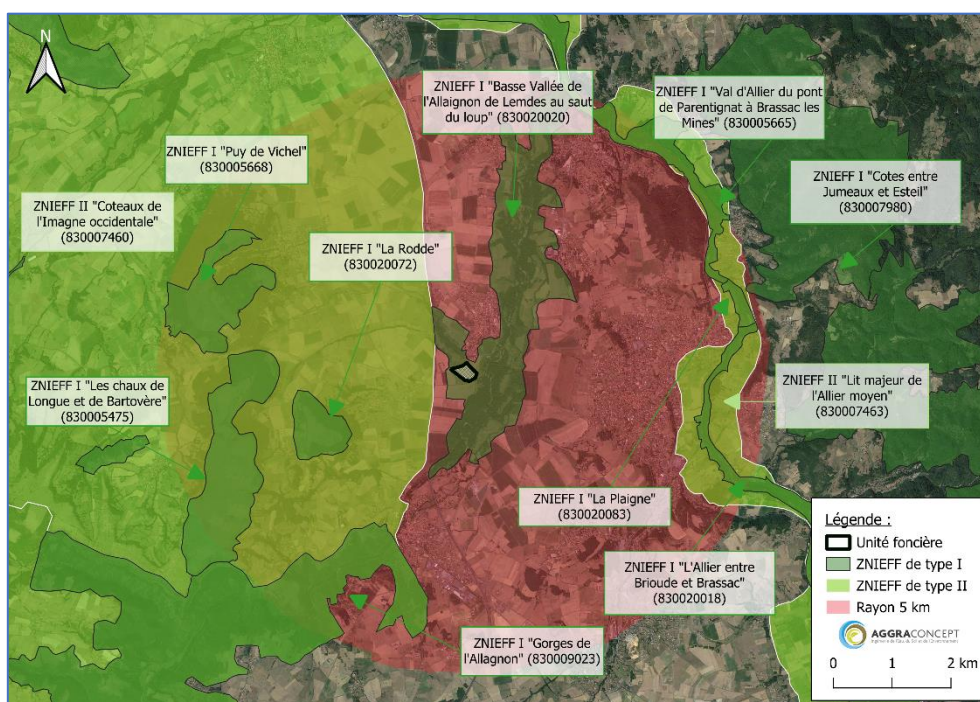 N
ZNIEFF I "Basse Vallée de
l'Allaignon de Lemdes au saut
du loup" (830020020)
ZNIEFF I "Val d'Allier du pont
de Parentignat à Brassac les
Mines" (830005665)
ZNIEFF I "Puy de Vichel"
(830005668)
ZNIEFF I "Cotes entre
Jumeaux et Esteil"
(830007980)
ZNIEFF II "Coteaux de
l'Imagne occidentale"
(830007460)
ZNIEFF I "La Rodde"
(830020072)
ZNIEFF I "Les chaux de
Longue et de Bartovère"
(830005475)
ZNIEFF II "Lit majeur de
l'Allier moyen"
(830007463)
ZNIEFF I "La Plaigne"
(830020083)
ZNIEFF I "L'Allier entre
Brioude et Brassac"
(830020018)
ZNIEFF I "Gorges de
l'Allagnon" (830009023)
Légende :
Unité foncière
ZNIEFF de type I
ZNIEFF de type II
Rayon 5 km
AGGRACONCEPT
0 1 2 km